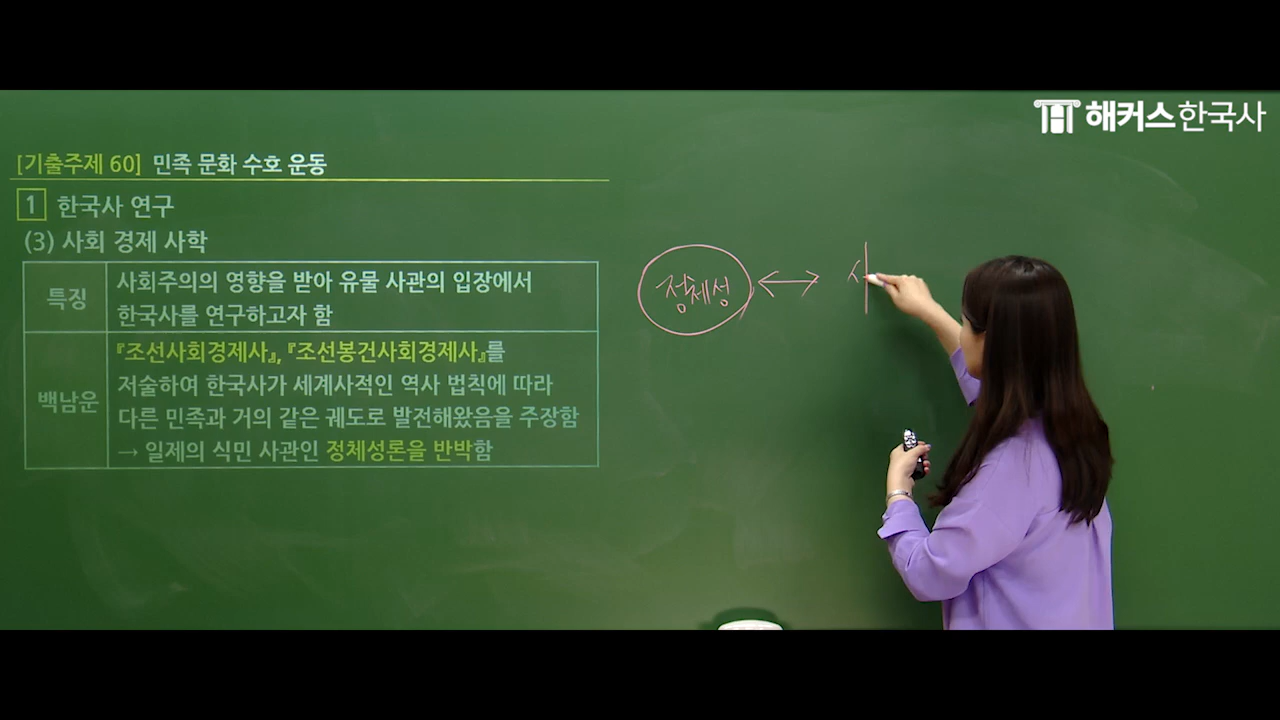 해커스한국사
[기출주제 60] 민족 문화 수호 운동
1 한국사 연구
(3) 사회 경제 사학
특징
사회주의의 영향을 받아 유물 사관의 입장에서
한국사를 연구하고자 함
백남운
『조선사회경제사』, 『조선봉건사회경제사』를
저술하여 한국사가 세계사적인 역사 법칙에 따라
다른 민족과 거의 같은 궤도로 발전해왔음을 주장함
→ 일제의 식민 사관인 정체성론을 반박함
정체성 ↔ 사